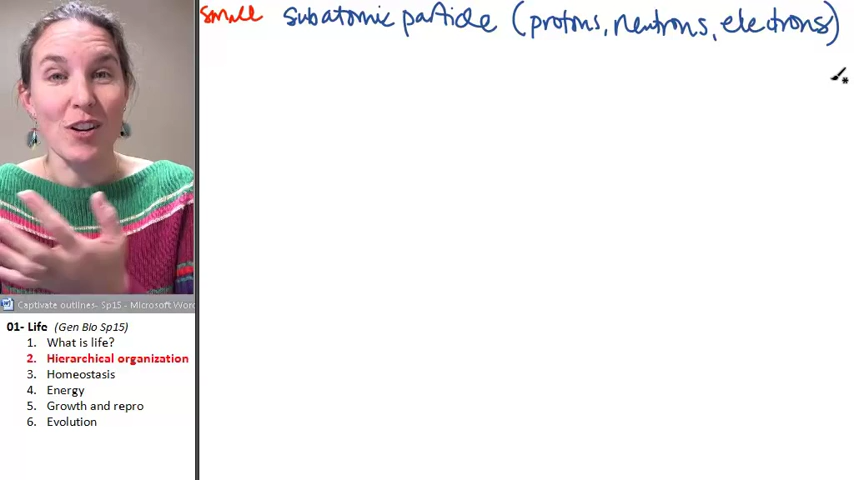 small subatomic particle (protons, neutrons, electrons)
Captivate outlines- Sp15 - Microsoft Word
01- Life (Gen Bio Sp15)
1. What is life?
2. Hierarchical organization
3. Homeostasis
4. Energy
5. Growth and repro
6. Evolution